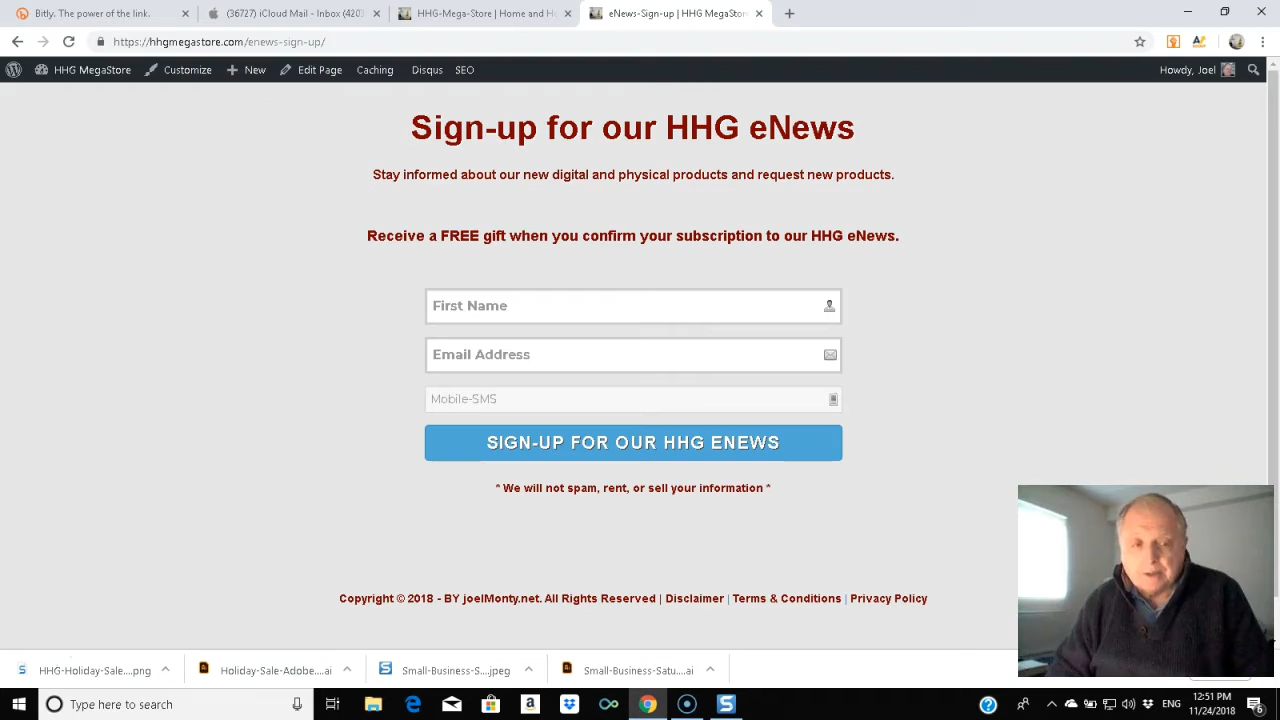 Bitly. The power of the link.
(36727) iCloud Mail - Inbox (420
HHG-Mega-Store | Home and H
eNews-Sign-up | HHG MegaStor
https://hhgmegastore.com/enews-sign-up/
HHG MegaStore
Customize
New
Edit Page
Caching
Disqus
SEO
Howdy, Joel
Sign-up for our HHG eNews
Stay informed about our new digital and physical products and request new products.
Receive a FREE gift when you confirm your subscription to our HHG eNews.
First Name
Email Address
Mobile-SMS
SIGN-UP FOR OUR HHG ENEWS
* We will not spam, rent, or sell your information *
Copyright © 2018 - BY joelMonty.net. All Rights Reserved | Disclaimer | Terms & Conditions | Privacy Policy
HHG-Holiday-Sale....png
Holiday-Sale-Adobe....ai
Small-Business-S....jpeg
Small-Business-Satu....ai
Type here to search
ENG
12:51 PM
11/24/2018
6